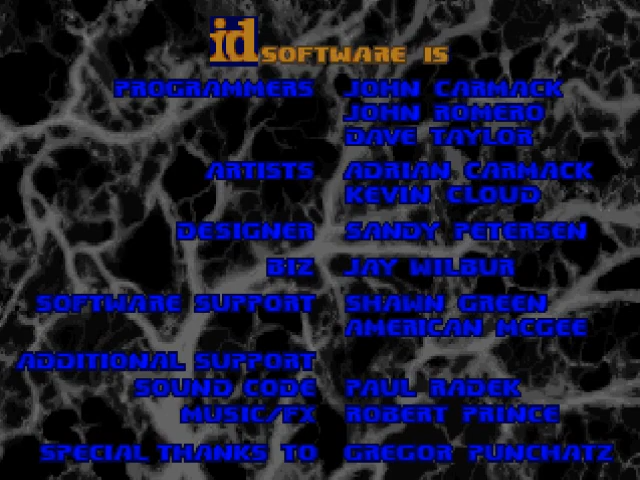 id SOFTWARE IS
PROGRAMMERS JOHN CARMACK
JOHN ROMERO
DAVE TAYLOR
ARTISTS ADRIAN CARMACK
KEVIN CLOUD
DESIGNER SANDY PETERSEN
BIZ JAY WILBUR
SOFTWARE SUPPORT SHAWN GREEN
AMERICAN MCGEE
ADDITIONAL SUPPORT
SOUND CODE PAUL RADEK
MUSIC/FX ROBERT PRINCE
SPECIAL THANKS TO GREGOR PUNCHATZ